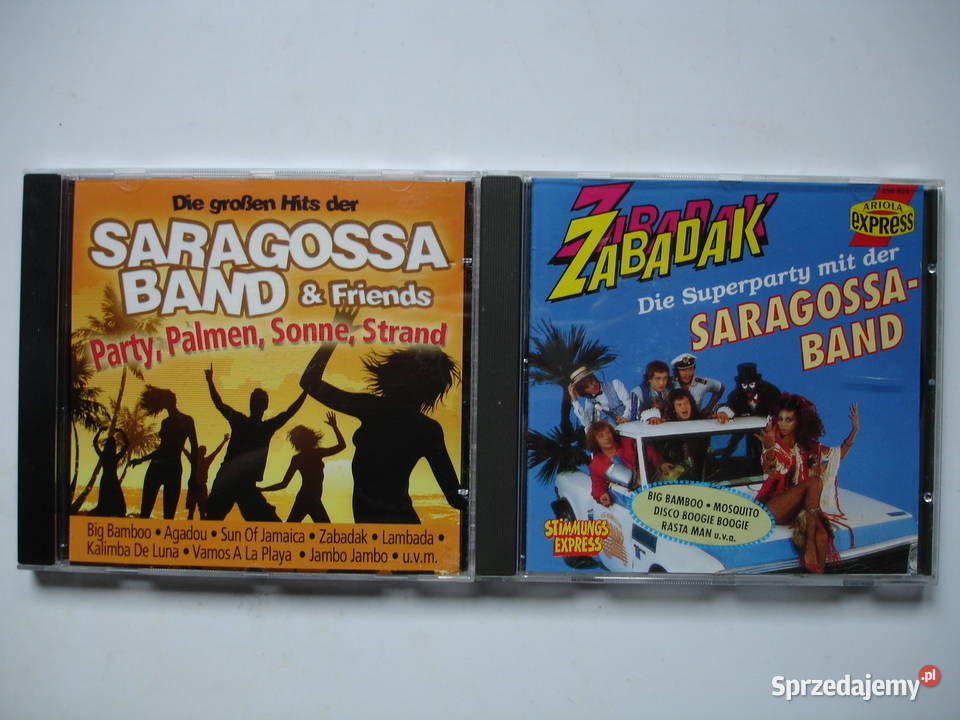 Die großen Hits der
SARAGOSSA
BAND & Friends
Party, Palmen, Sonne, Strand
Big Bamboo • Agadou • Sun Of Jamaica • Zabadak • Lambada •
Kalimba De Luna • Vamos A La Playa • Jambo Jambo • u.v.m.
ZABADAK
ARIOLA
EXPRESS
Die Superparty mit der
SARAGOSSA-
BAND
BIG BAMBOO • MOSQUITO
DISCO BOOGIE BOOGIE
RASTA MAN u.v.a.
STIMMUNGS
EXPRESS
Sprzedajemy.pl